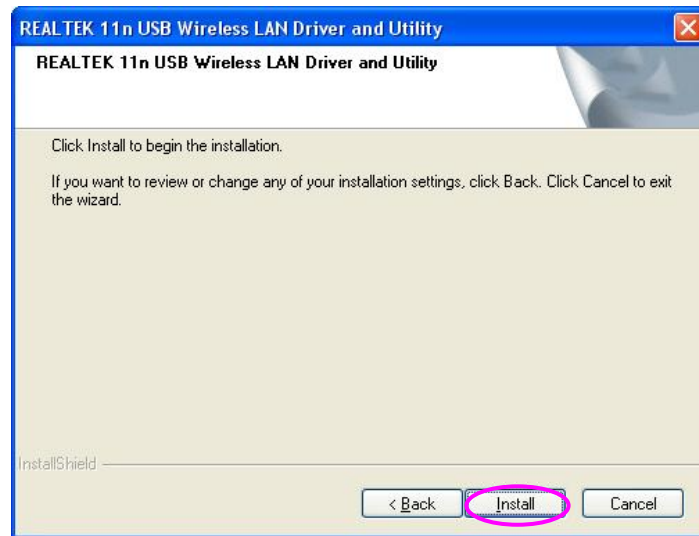 REALTEK 11n USB Wireless LAN Driver and Utility
REALTEK 11n USB Wireless LAN Driver and Utility
Click Install to begin the installation.
If you want to review or change any of your installation settings, click Back. Click Cancel to exit
the wizard.
InstallShield
< Back Install Cancel